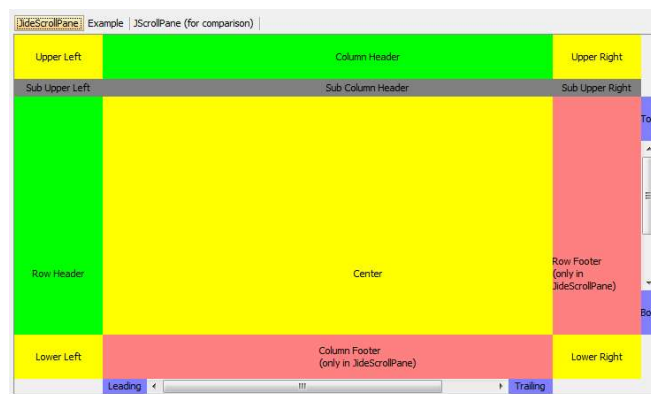 JideScrollPane Example JScrollPane (for comparison)
Upper Left Column Header Upper Right
Sub Upper Left Sub Column Header Sub Upper Right
To
Row Header Center Row Footer
(only in
JideScrollPane)
Bo
Lower Left Column Footer
(only in JideScrollPane) Lower Right
Leading Trailing